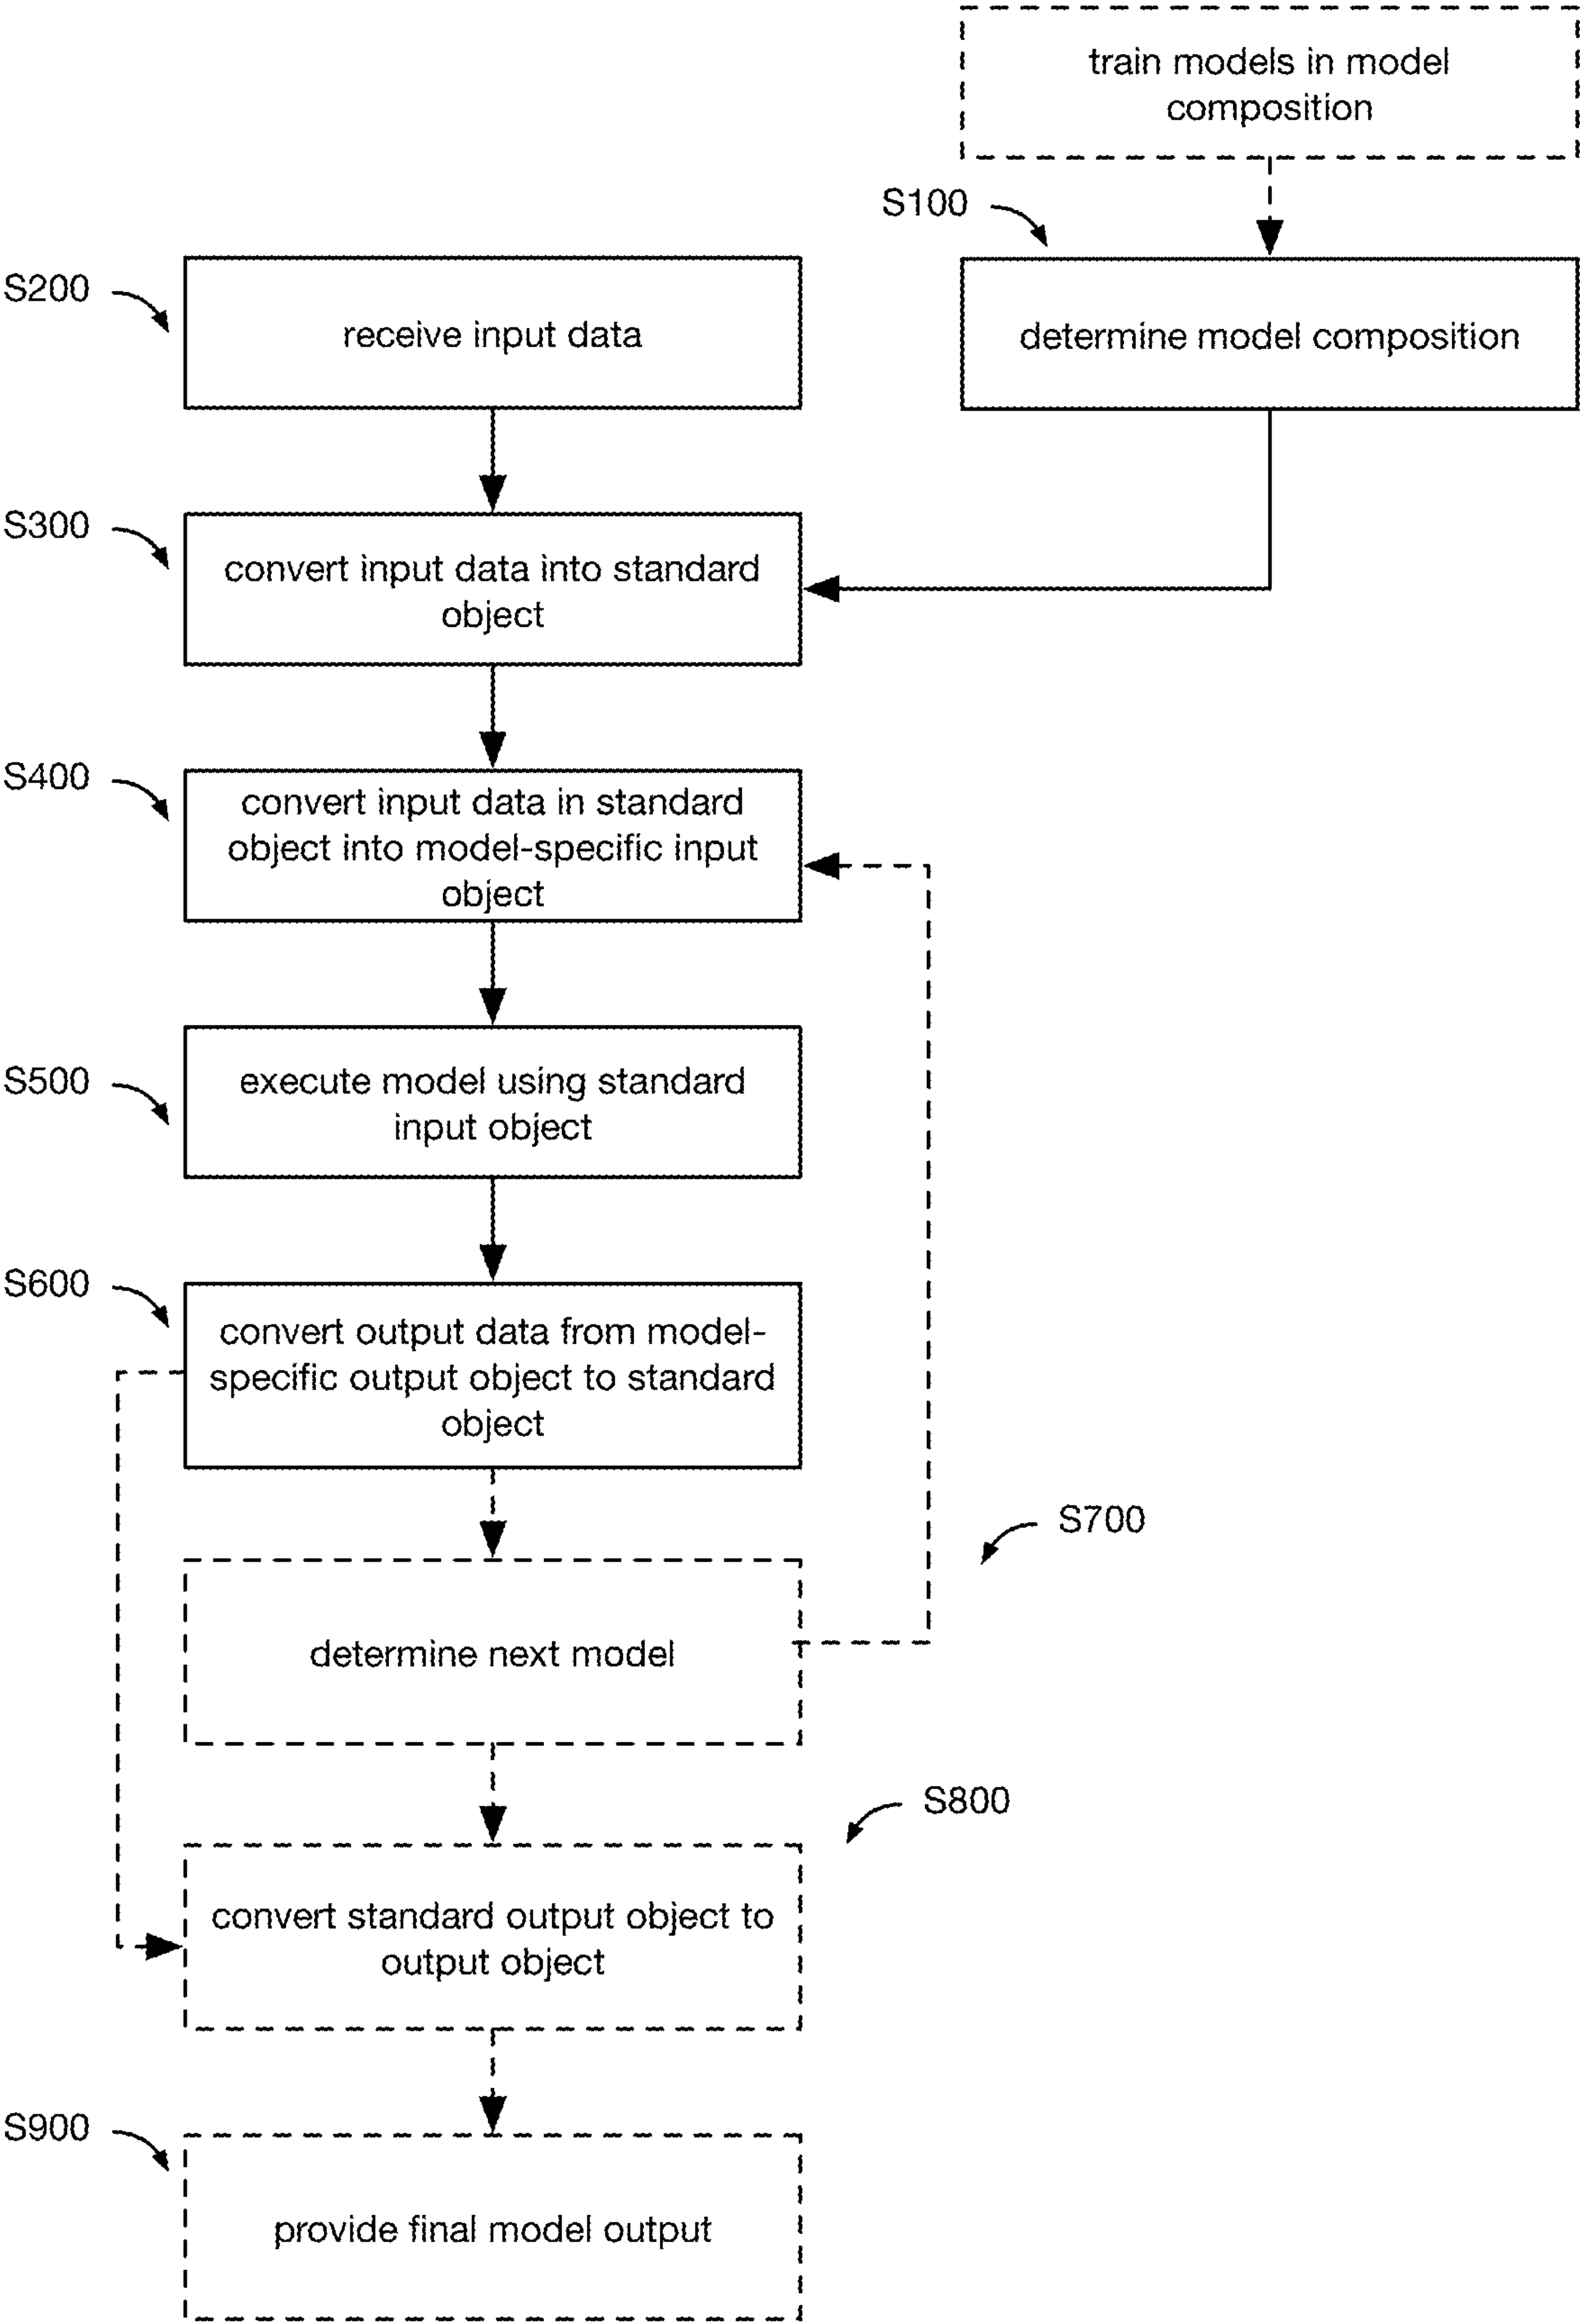 train models in model
composition
S100
determine model composition
S200
receive input data
S300
convert input data into standard
object
S400
convert input data in standard
object into model-specific input
object
S500
execute model using standard
input object
S600
convert output data from model-
specific output object to standard
object
S700
determine next model
S800
convert standard output object to
output object
S900
provide final model output